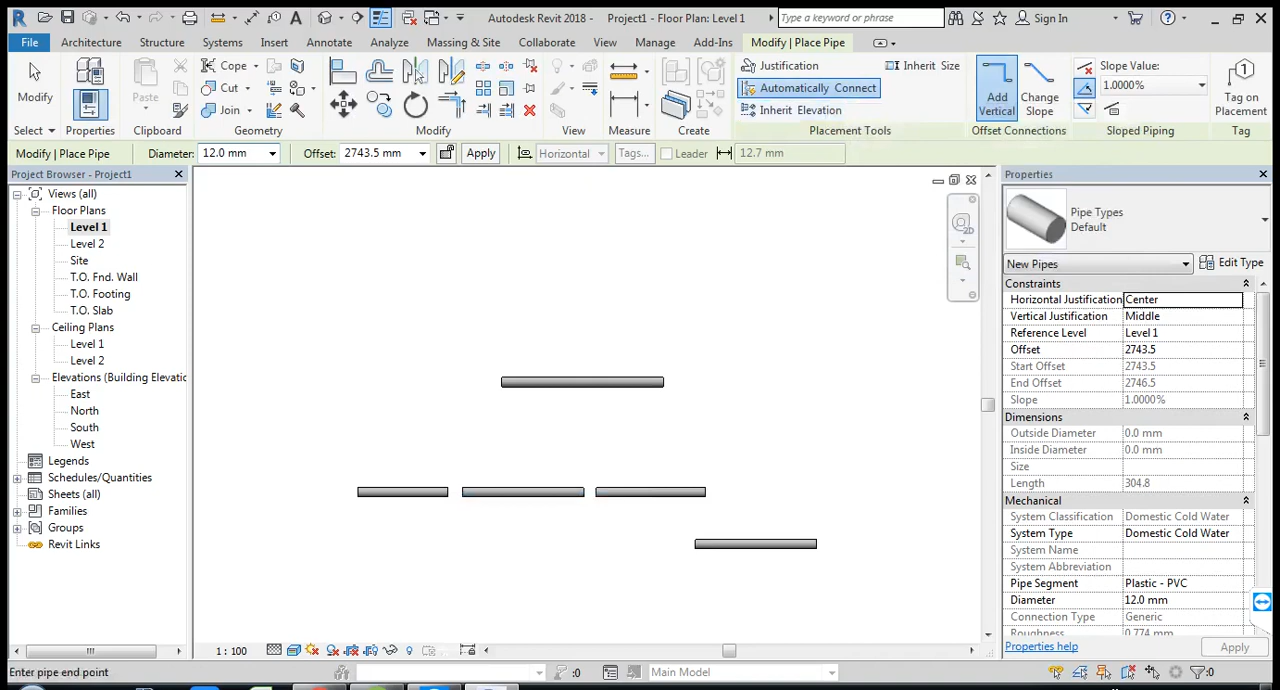 Autodesk Revit 2018 - Project1 - Floor Plan: Level 1
Type a keyword or phrase
Sign In
File Architecture Structure Systems Insert Annotate Analyze Massing & Site Collaborate View Manage Add-Ins Modify | Place Pipe
Modify
Paste
Cope
Cut
Join
Justification
Automatically Connect
Inherit Elevation
Inherit Size
Add Vertical
Change Slope
Slope Value:
1.0000%
Tag on Placement
Select Properties Clipboard Geometry Modify View Measure Create Placement Tools Offset Connections Sloped Piping Tag
Modify | Place Pipe Diameter: 12.0 mm Offset: 2743.5 mm Apply Horizontal Tags... Leader 12.7 mm
Project Browser - Project1
Views (all)
Floor Plans
Level 1
Level 2
Site
T.O. Fnd. Wall
T.O. Footing
T.O. Slab
Ceiling Plans
Level 1
Level 2
Elevations (Building Elevatio
East
North
South
West
Legends
Schedules/Quantities
Sheets (all)
Families
Groups
Revit Links
2D
Properties
Pipe Types
Default
New Pipes Edit Type
Constraints
Horizontal Justification Center
Vertical Justification Middle
Reference Level Level 1
Offset 2743.5
Start Offset 2743.5
End Offset 2746.5
Slope 1.0000%
Dimensions
Outside Diameter 0.0 mm
Inside Diameter 0.0 mm
Size
Length 304.8
Mechanical
System Classification Domestic Cold Water
System Type Domestic Cold Water
System Name
System Abbreviation
Pipe Segment Plastic - PVC
Diameter 12.0 mm
Connection Type Generic
Roughness 0.774 mm
Properties help Apply
1 : 100
Enter pipe end point
:0
Main Model
:0